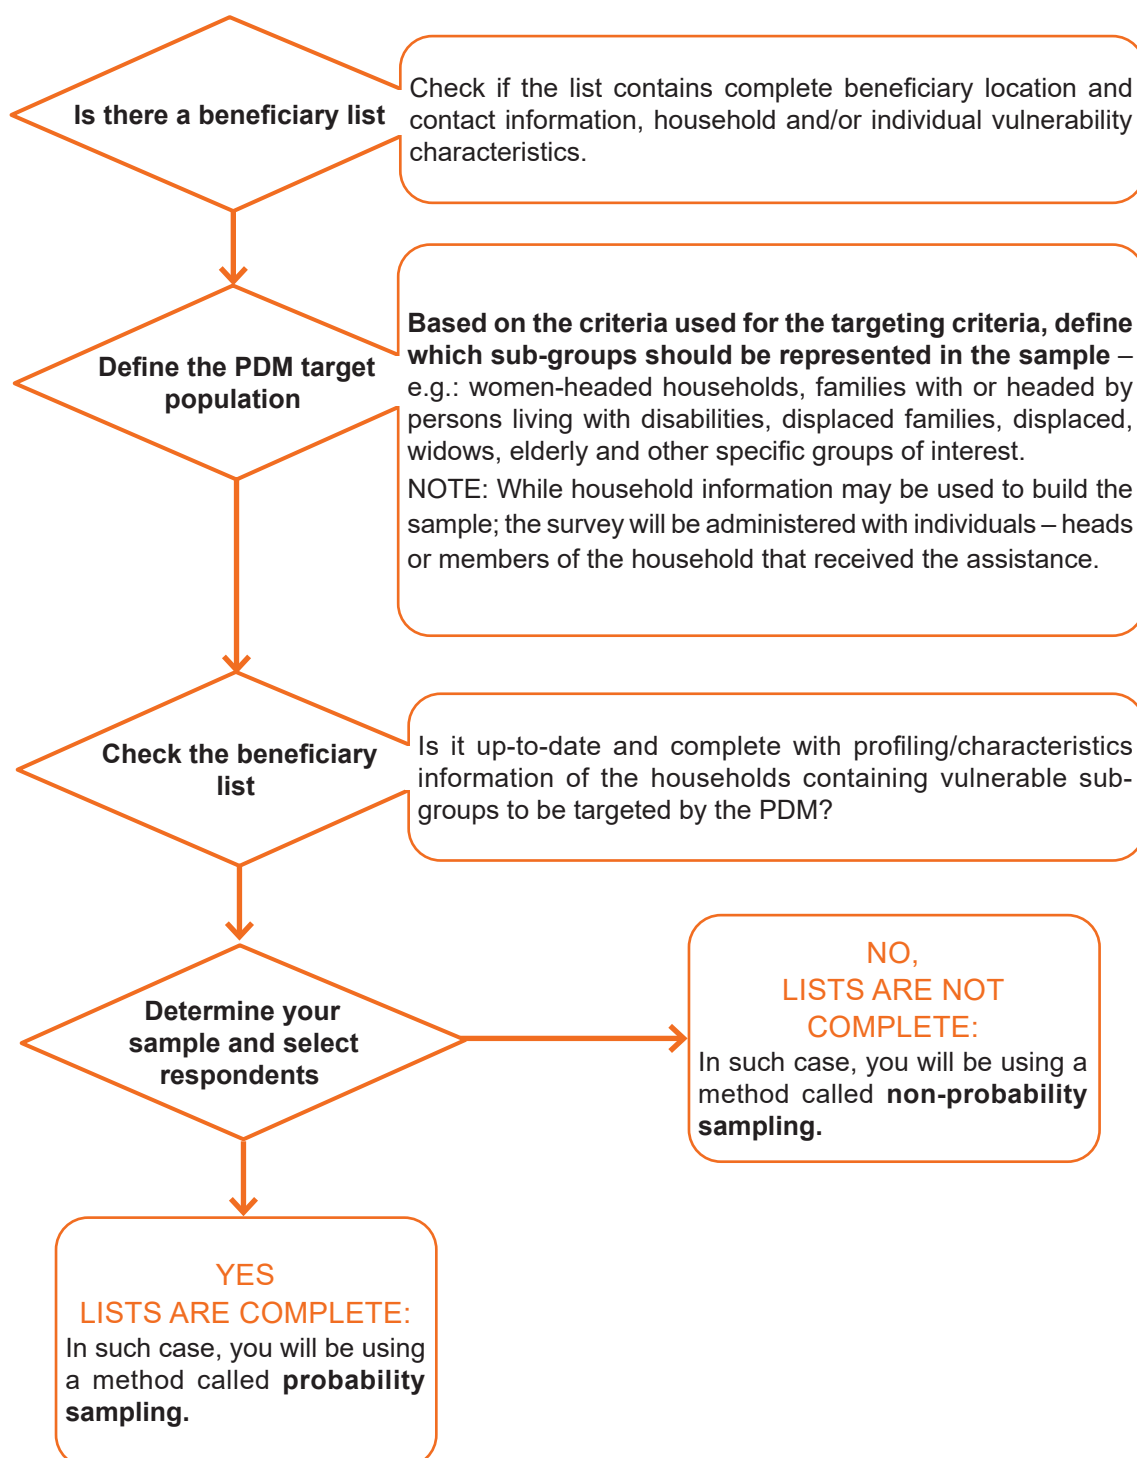 Is there a beneficiary list
Check if the list contains complete beneficiary location and
contact information, household and/or individual vulnerability
characteristics.
Define the PDM target
population
Based on the criteria used for the targeting criteria, define
which sub-groups should be represented in the sample –
e.g.: women-headed households, families with or headed by
persons living with disabilities, displaced families, displaced,
widows, elderly and other specific groups of interest.
NOTE: While household information may be used to build the
sample; the survey will be administered with individuals – heads
or members of the household that received the assistance.
Check the beneficiary
list
Is it up-to-date and complete with profiling/characteristics
information of the households containing vulnerable sub-
groups to be targeted by the PDM?
Determine your
sample and select
respondents
NO,
LISTS ARE NOT
COMPLETE:
In such case, you will be using a
method called non-probability
sampling.
YES
LISTS ARE COMPLETE:
In such case, you will be using
a method called probability
sampling.